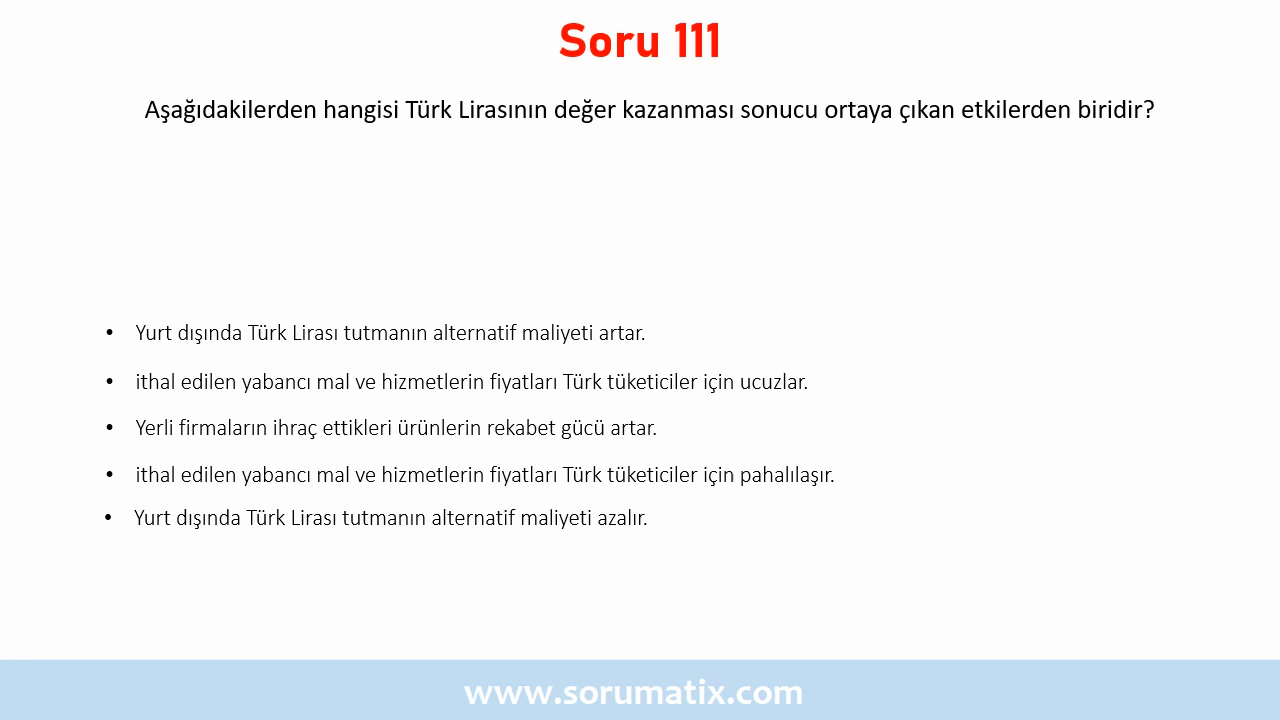 Soru 111
Aşağıdakilerden hangisi Türk Lirasının değer kazanması sonucu ortaya çıkan etkilerden biridir?
• Yurt dışında Türk Lirası tutmanın alternatif maliyeti artar.
• ithal edilen yabancı mal ve hizmetlerin fiyatları Türk tüketiciler için ucuzlar.
• Yerli firmaların ihraç ettikleri ürünlerin rekabet gücü artar.
• ithal edilen yabancı mal ve hizmetlerin fiyatları Türk tüketiciler için pahalılaşır.
• Yurt dışında Türk Lirası tutmanın alternatif maliyeti azalır.
www.sorumatix.com